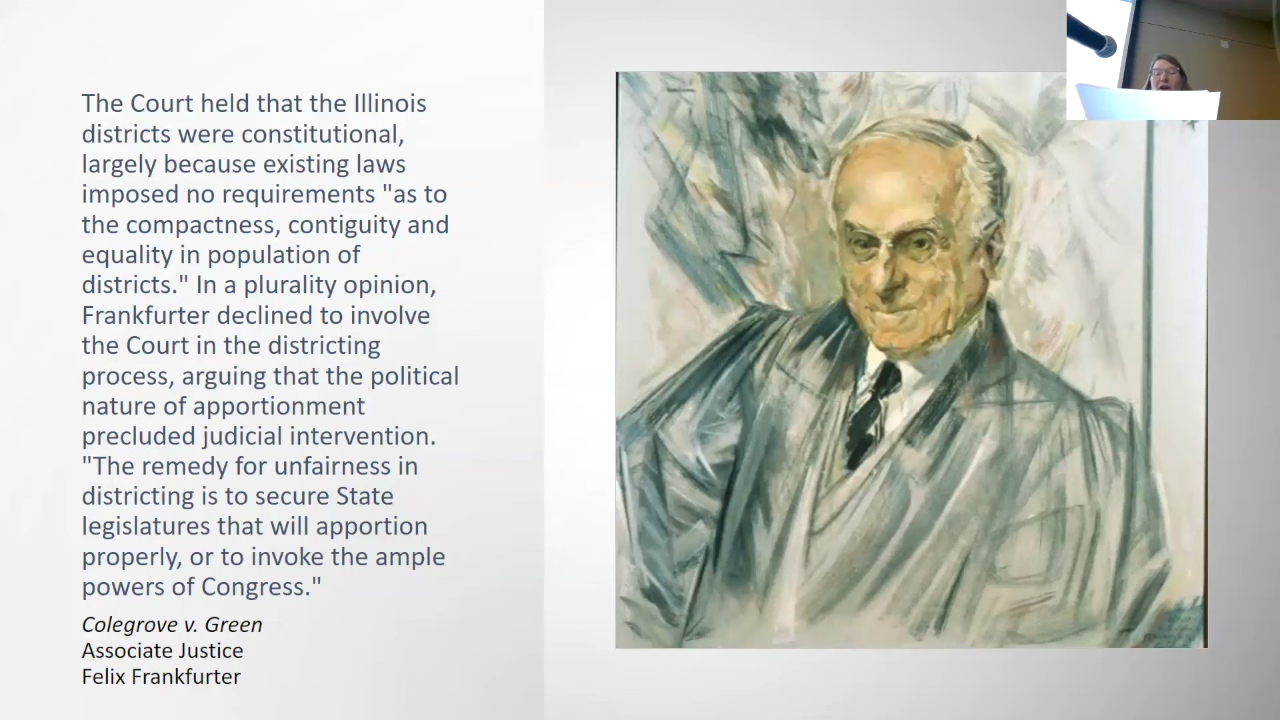 The Court held that the Illinois
districts were constitutional,
largely because existing laws
imposed no requirements "as to
the compactness, contiguity and
equality in population of
districts." In a plurality opinion,
Frankfurter declined to involve
the Court in the districting
process, arguing that the political
nature of apportionment
precluded judicial intervention.
"The remedy for unfairness in
districting is to secure State
legislatures that will apportion
properly, or to invoke the ample
powers of Congress."
Colegrove v. Green
Associate Justice
Felix Frankfurter